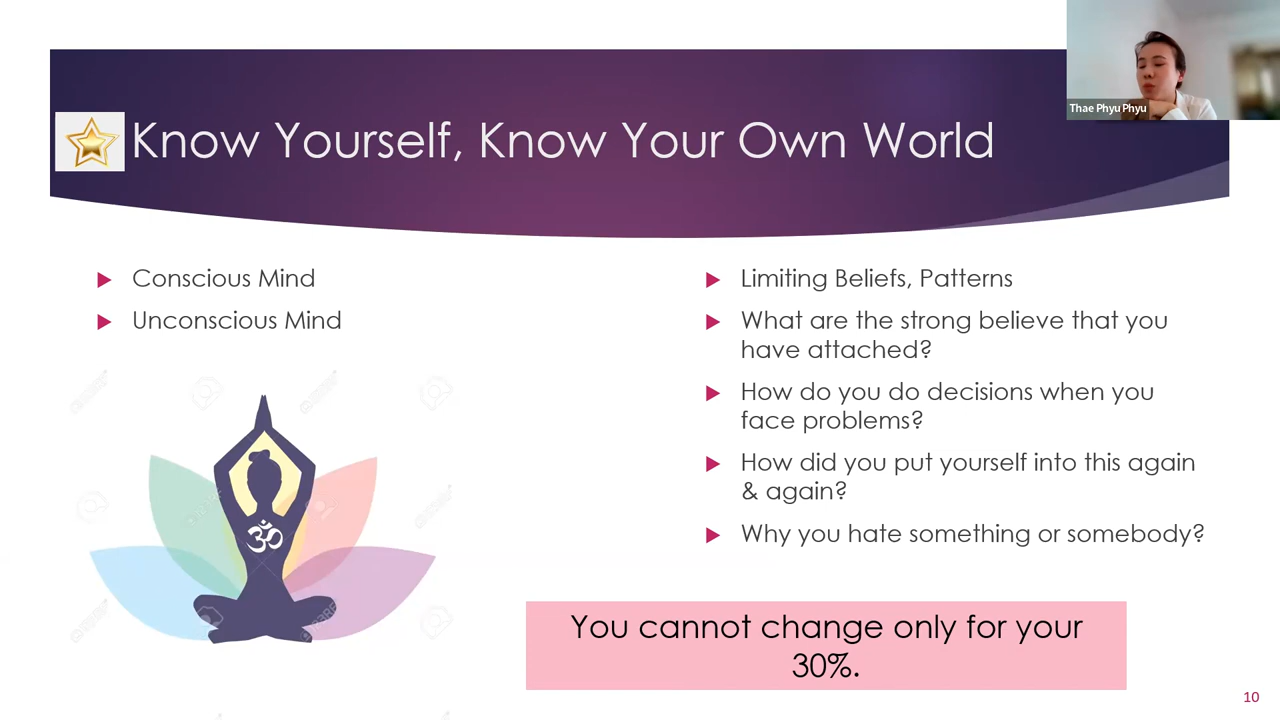 Thae Phyu Phyu
Know Yourself, Know Your Own World
Conscious Mind
Unconscious Mind
Limiting Beliefs, Patterns
What are the strong believe that you
have attached?
How do you do decisions when you
face problems?
How did you put yourself into this again
& again?
Why you hate something or somebody?
ॐ
You cannot change only for your
30%.
10